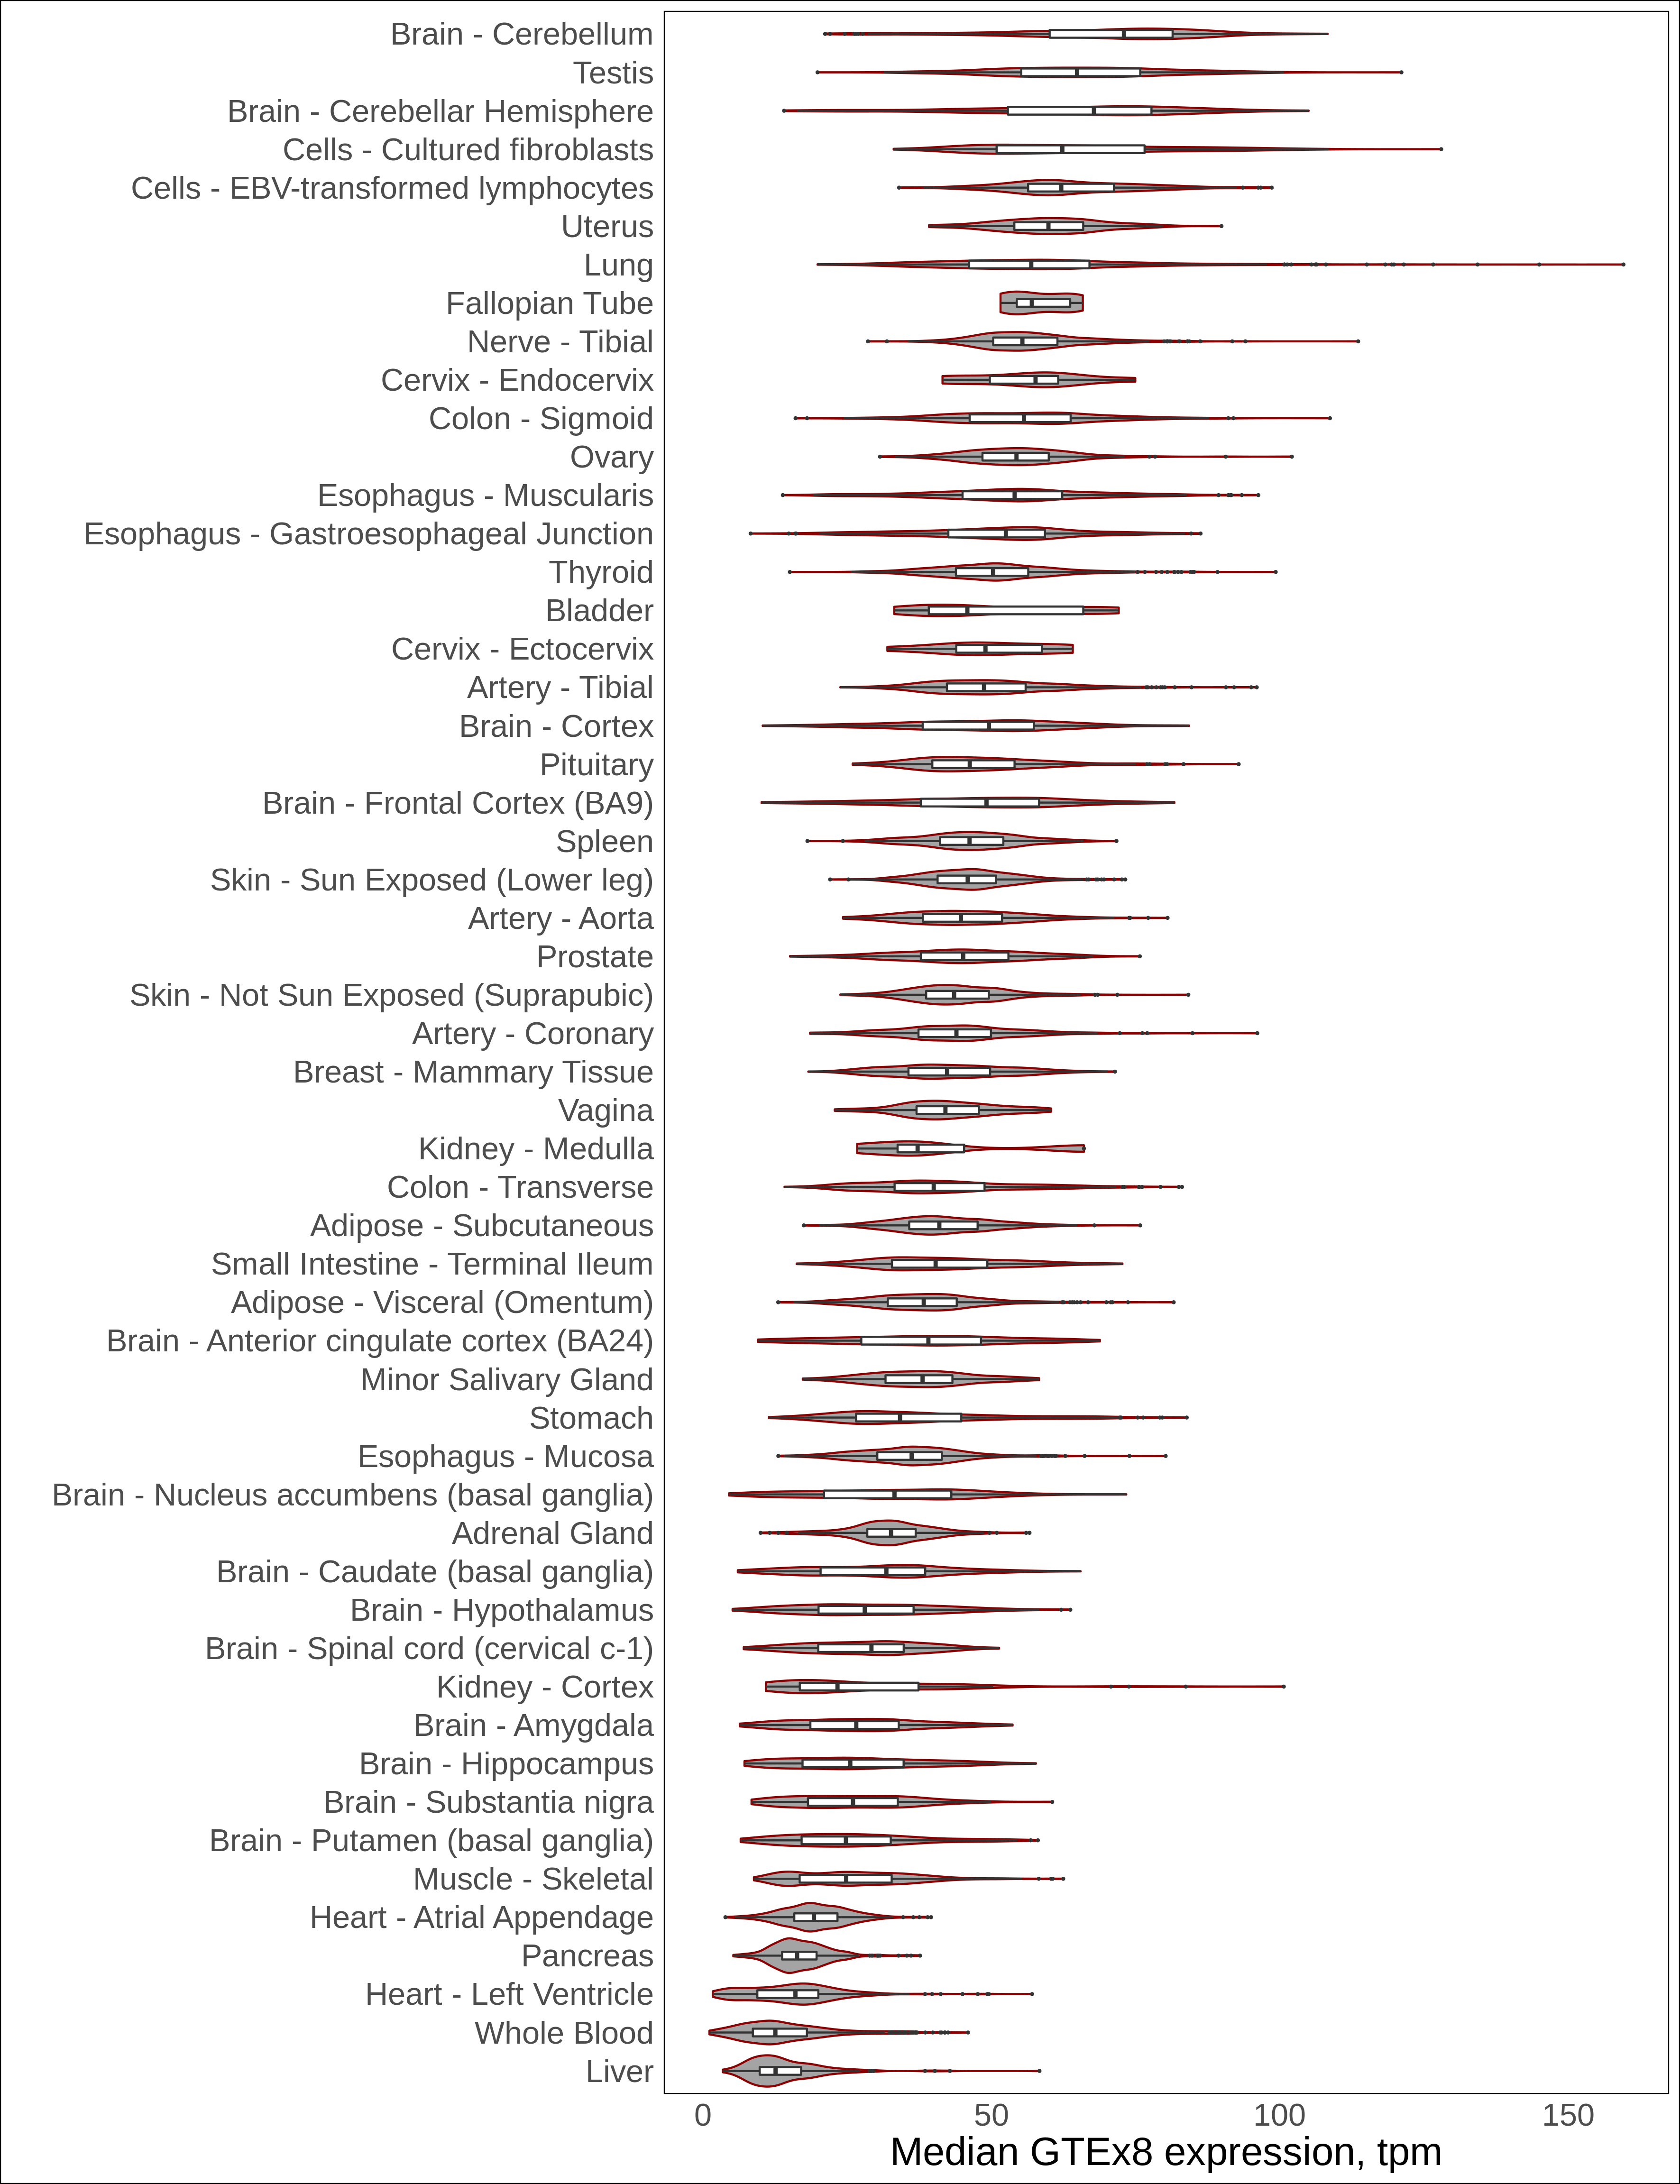 Brain - Cerebellum
Testis
Brain - Cerebellar Hemisphere
Cells - Cultured fibroblasts
Cells - EBV-transformed lymphocytes
Uterus
Lung
Fallopian Tube
Nerve - Tibial
Cervix - Endocervix
Colon - Sigmoid
Ovary
Esophagus - Muscularis
Esophagus - Gastroesophageal Junction
Thyroid
Bladder
Cervix - Ectocervix
Artery - Tibial
Brain - Cortex
Pituitary
Brain - Frontal Cortex (BA9)
Spleen
Skin - Sun Exposed (Lower leg)
Artery - Aorta
Prostate
Skin - Not Sun Exposed (Suprapubic)
Artery - Coronary
Breast - Mammary Tissue
Vagina
Kidney - Medulla
Colon - Transverse
Adipose - Subcutaneous
Small Intestine - Terminal Ileum
Adipose - Visceral (Omentum)
Brain - Anterior cingulate cortex (BA24)
Minor Salivary Gland
Stomach
Esophagus - Mucosa
Brain - Nucleus accumbens (basal ganglia)
Adrenal Gland
Brain - Caudate (basal ganglia)
Brain - Hypothalamus
Brain - Spinal cord (cervical c-1)
Kidney - Cortex
Brain - Amygdala
Brain - Hippocampus
Brain - Substantia nigra
Brain - Putamen (basal ganglia)
Muscle - Skeletal
Heart - Atrial Appendage
Pancreas
Heart - Left Ventricle
Whole Blood
Liver
0 50 100 150
Median GTEx8 expression, tpm